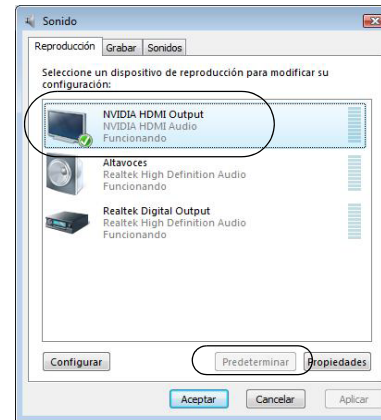 Sonido
Reproducción Grabar Sonidos
Seleccione un dispositivo de reproducción para modificar su
configuración:
NVIDIA HDMI Output
NVIDIA HDMI Audio
Funcionando
Altavoces
Realtek High Definition Audio
Funcionando
Realtek Digital Output
Realtek High Definition Audio
Funcionando
Configurar Predeterminar Propiedades
Aceptar Cancelar Aplicar